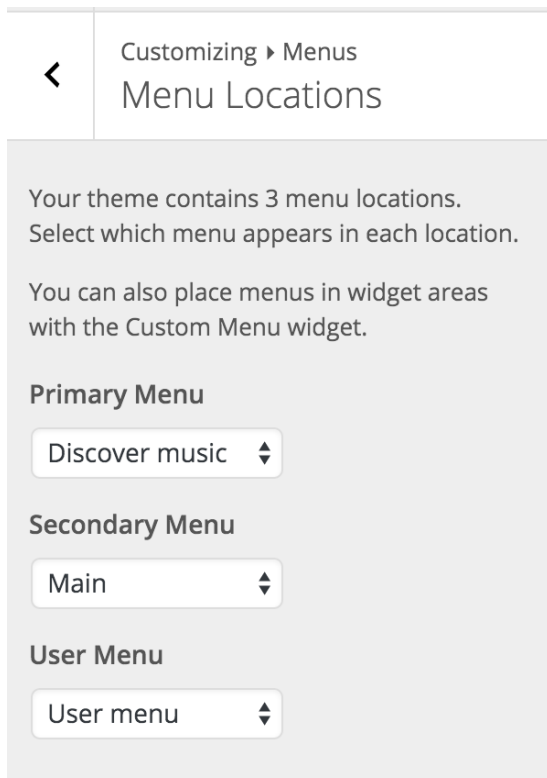 Customizing ▸ Menus
Menu Locations
Your theme contains 3 menu locations.
Select which menu appears in each location.
You can also place menus in widget areas
with the Custom Menu widget.
Primary Menu
Discover music
Secondary Menu
Main
User Menu
User menu